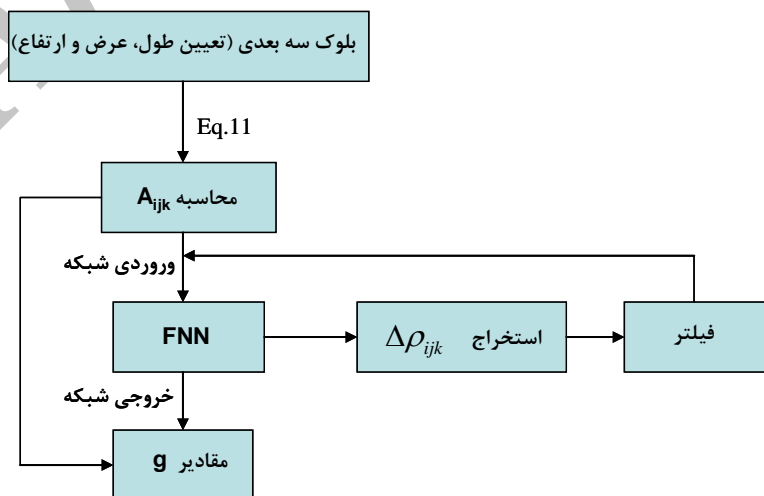 بلوک سه بعدی (تعیین طول، عرض و ارتفاع)
Eq.11
محاسبه Aijk
وروردی شبکه
FNN
استخراج Δρijk
فیلتر
خروجی شبکه
مقادیر g